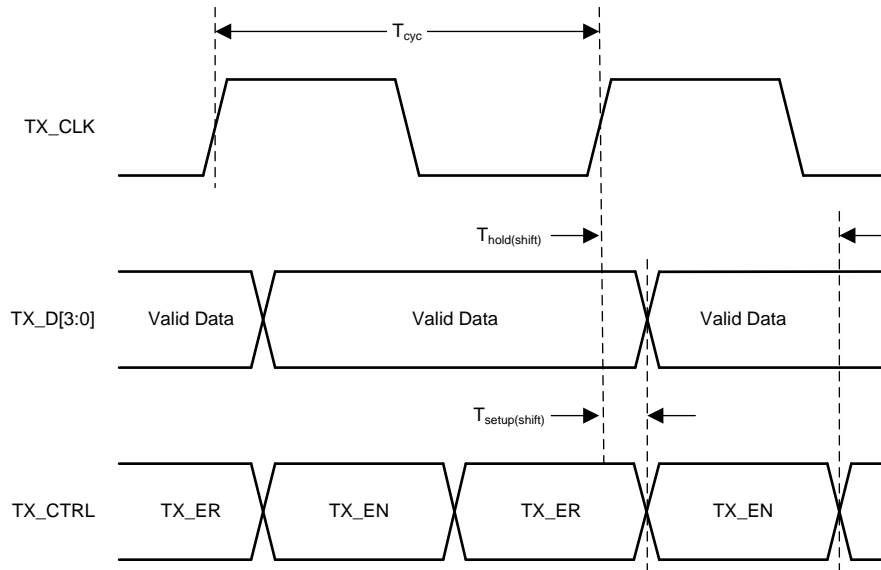 Tcyc
TX_CLK
Thold(shift)
TX_D[3:0]
Valid Data
Valid Data
Valid Data
Tsetup(shift)
TX_CTRL
TX_ER
TX_EN
TX_ER
TX_EN